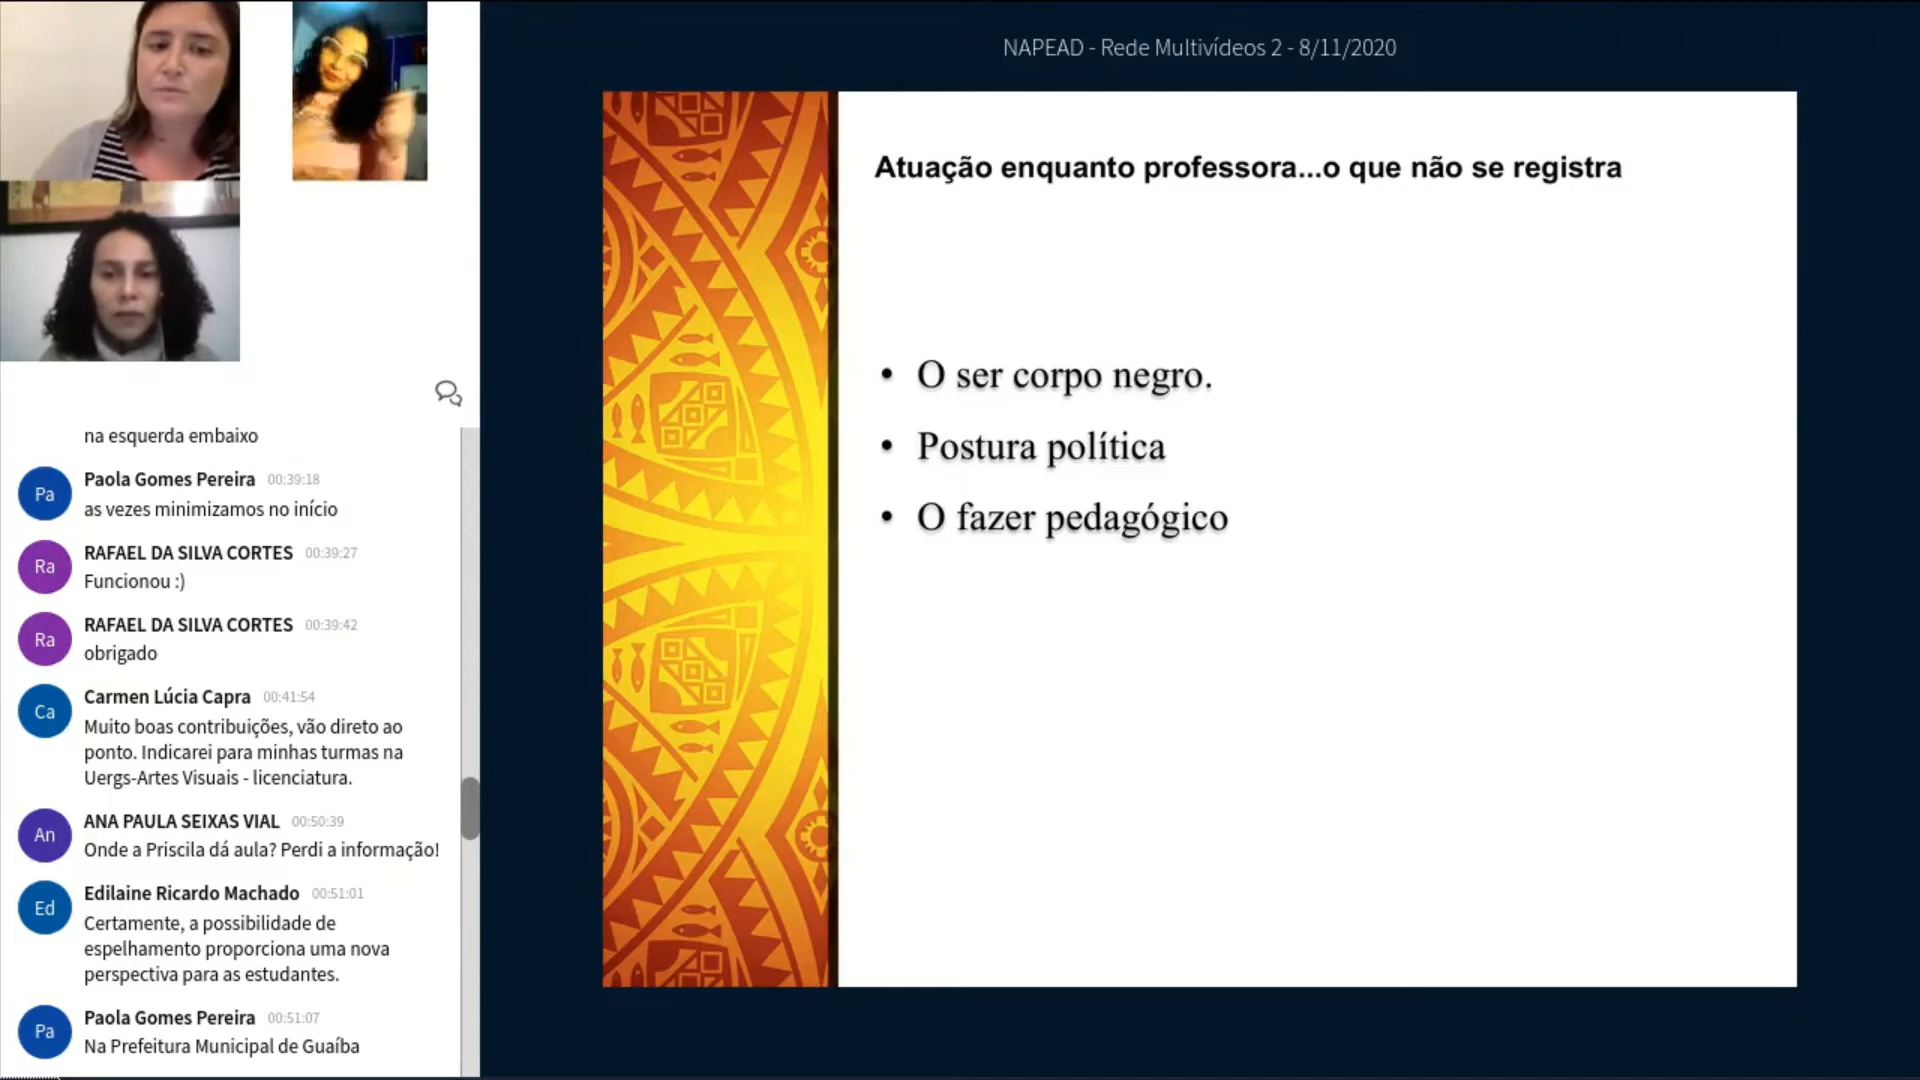 NAPEAD - Rede Multivídeos 2 - 8/11/2020
Atuação enquanto professora...o que não se registra
• O ser corpo negro.
• Postura política
• O fazer pedagógico
na esquerda embaixo
Pa
Paola Gomes Pereira 00:39:18
as vezes minimizamos no início
Ra
RAFAEL DA SILVA CORTES 00:39:27
Funcionou :)
Ra
RAFAEL DA SILVA CORTES 00:39:42
obrigado
Ca
Carmen Lúcia Capra 00:41:54
Muito boas contribuições, vão direto ao
ponto. Indicarei para minhas turmas na
Uergs-Artes Visuais - licenciatura.
An
ANA PAULA SEIXAS VIAL 00:50:39
Onde a Priscila dá aula? Perdi a informação!
Ed
Edilaine Ricardo Machado 00:51:01
Certamente, a possibilidade de
espelhamento proporciona uma nova
perspectiva para as estudantes.
Pa
Paola Gomes Pereira 00:51:07
Na Prefeitura Municipal de Guaíba